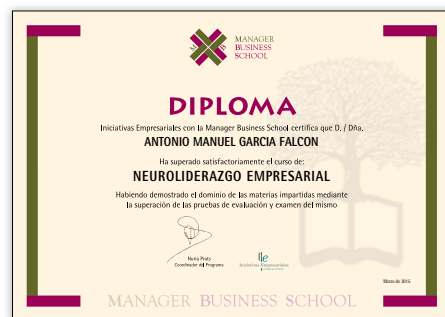 MANAGER
BUSINESS
SCHOOL
M
B
DIPLOMA
Iniciativas Empresariales con la Manager Business School certifica que D. / Dña.
ANTONIO MANUEL GARCIA FALCON
Ha superado satisfactoriamente el curso de:
NEUROLIDERAZGO EMPRESARIAL
Habiendo demostrado el dominio de las materias impartidas mediante
la superación de las pruebas de evaluación y examen del mismo
Nuria Prats
Coordinador del Programa
Iniciativas Empresariales
Marzo de 2015
MANAGER BUSINESS SCHOOL